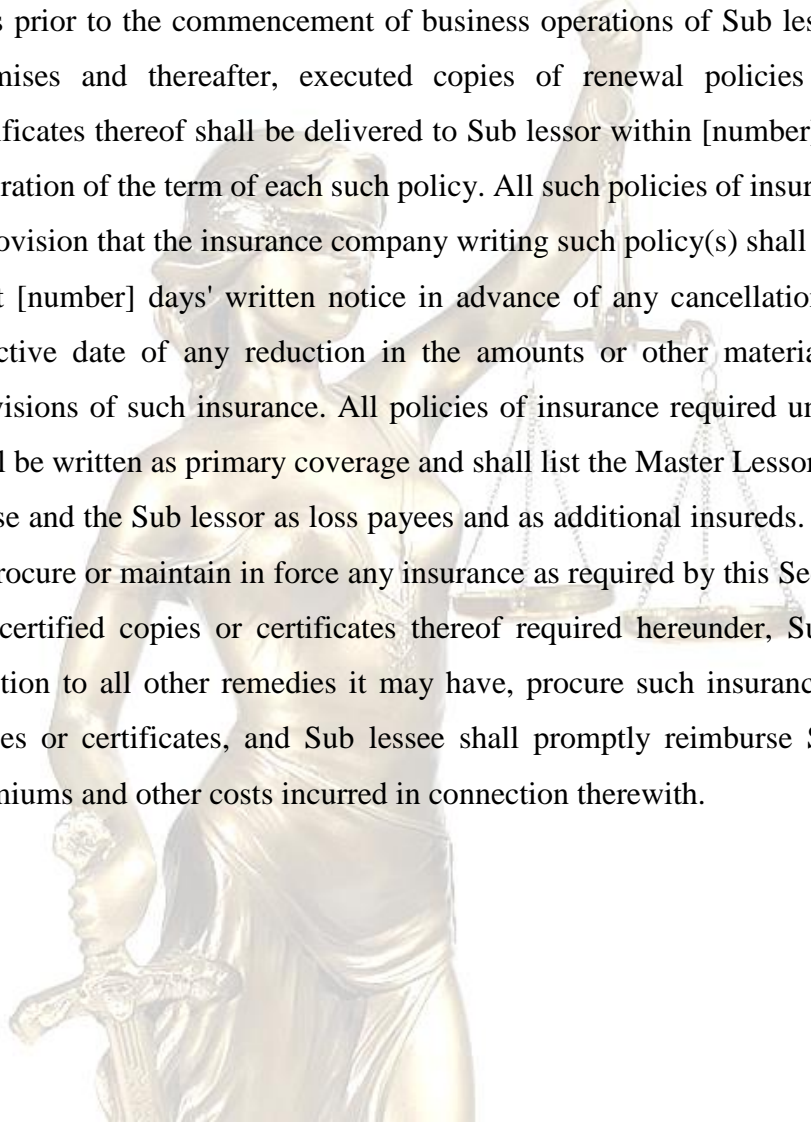 s prior to the commencement of business operations of Sub les
mises and thereafter, executed copies of renewal policies
ificates thereof shall be delivered to Sub lessor within [number]
ration of the term of each such policy. All such policies of insur
ovision that the insurance company writing such policy(s) shall
t [number] days' written notice in advance of any cancellation
ctive date of any reduction in the amounts or other materia
visions of such insurance. All policies of insurance required un
l be written as primary coverage and shall list the Master Lessor
se and the Sub lessor as loss payees and as additional insureds.
rocure or maintain in force any insurance as required by this Se
certified copies or certificates thereof required hereunder, Su
tion to all other remedies it may have, procure such insuranc
es or certificates, and Sub lessee shall promptly reimburse S
miums and other costs incurred in connection therewith.